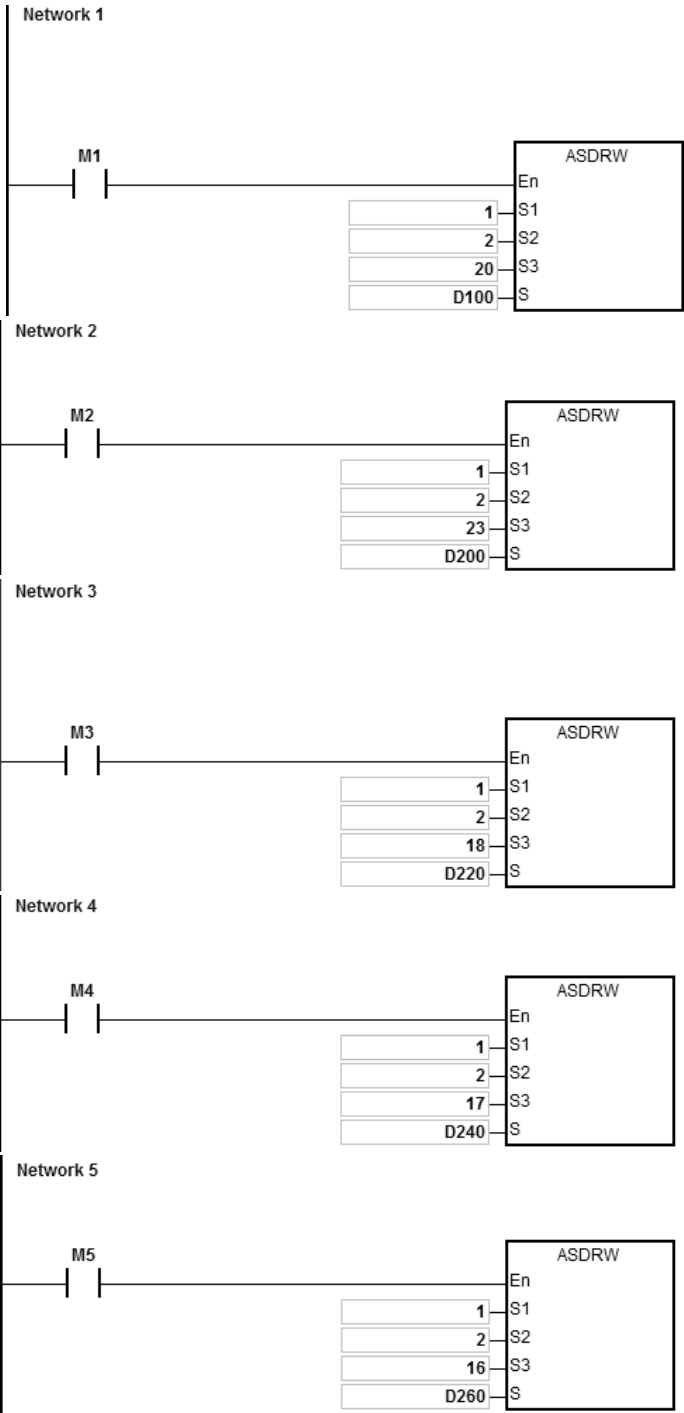 Network 1
M1
ASDRW
En
1 S1
2 S2
20 S3
D100 S
Network 2
M2
ASDRW
En
1 S1
2 S2
23 S3
D200 S
Network 3
M3
ASDRW
En
1 S1
2 S2
18 S3
D220 S
Network 4
M4
ASDRW
En
1 S1
2 S2
17 S3
D240 S
Network 5
M5
ASDRW
En
1 S1
2 S2
16 S3
D260 S